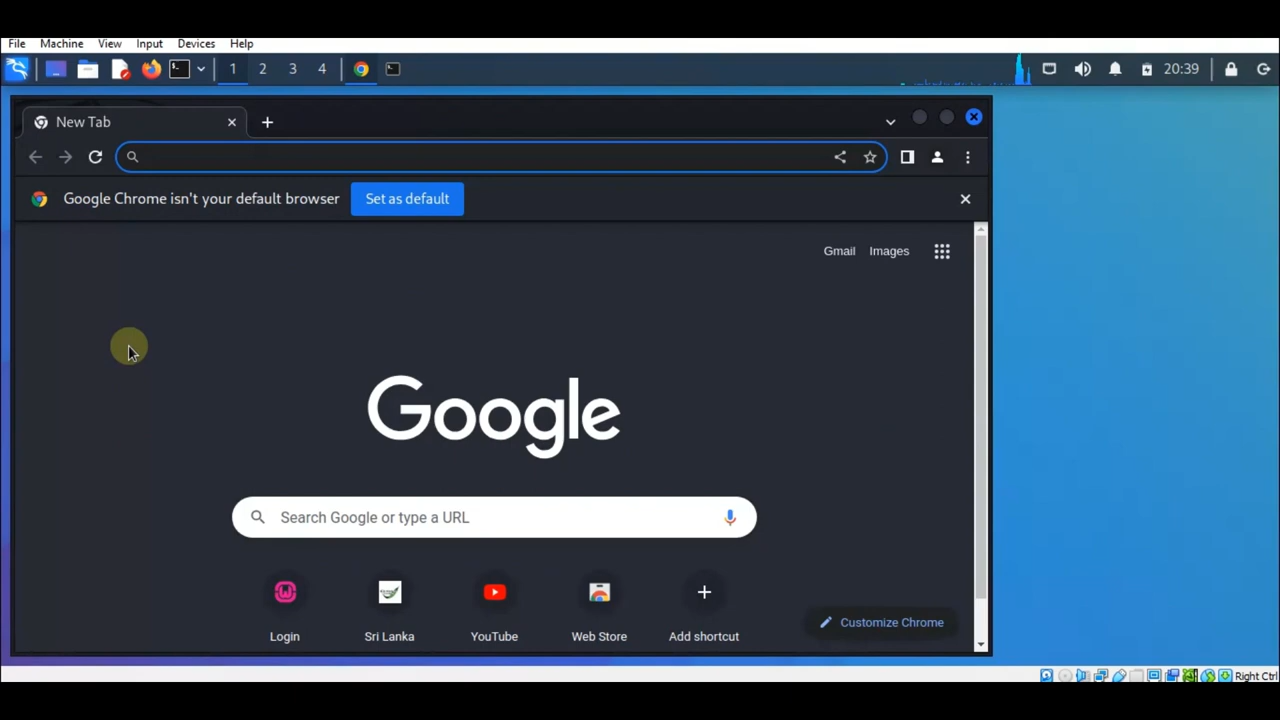 File Machine View Input Devices Help
1 2 3 4 20:39
New Tab
Google Chrome isn't your default browser Set as default
Gmail Images
Google
Search Google or type a URL
Login Sri Lanka YouTube Web Store Add shortcut
Customize Chrome
Right Ctrl